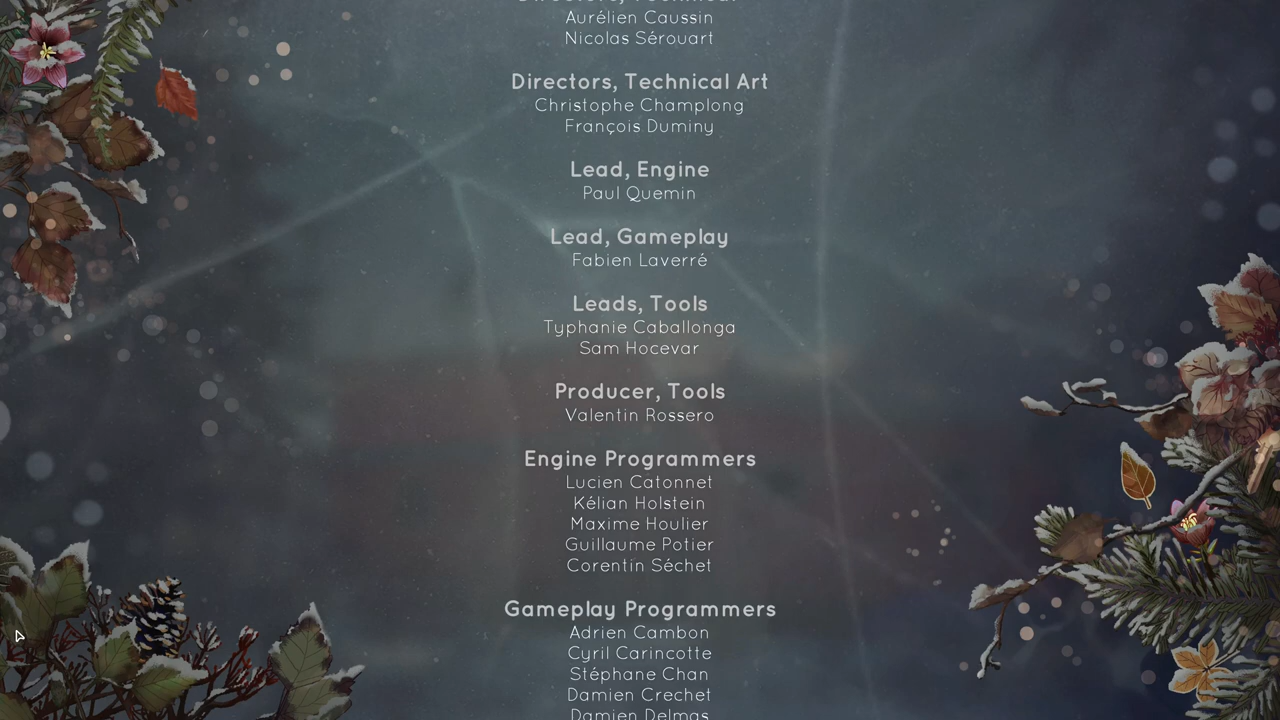 Directors, Technical
Aurélien Caussin
Nicolas Sérouart
Directors, Technical Art
Christophe Champlong
François Duminy
Lead, Engine
Paul Quemin
Lead, Gameplay
Fabien Laverré
Leads, Tools
Typhanie Caballonga
Sam Hocevar
Producer, Tools
Valentin Rossero
Engine Programmers
Lucien Catonnet
Kélian Holstein
Maxime Houlier
Guillaume Potier
Corentin Séchet
Gameplay Programmers
Adrien Cambon
Cyril Carincotte
Stéphane Chan
Damien Crechet
Damien Delmas